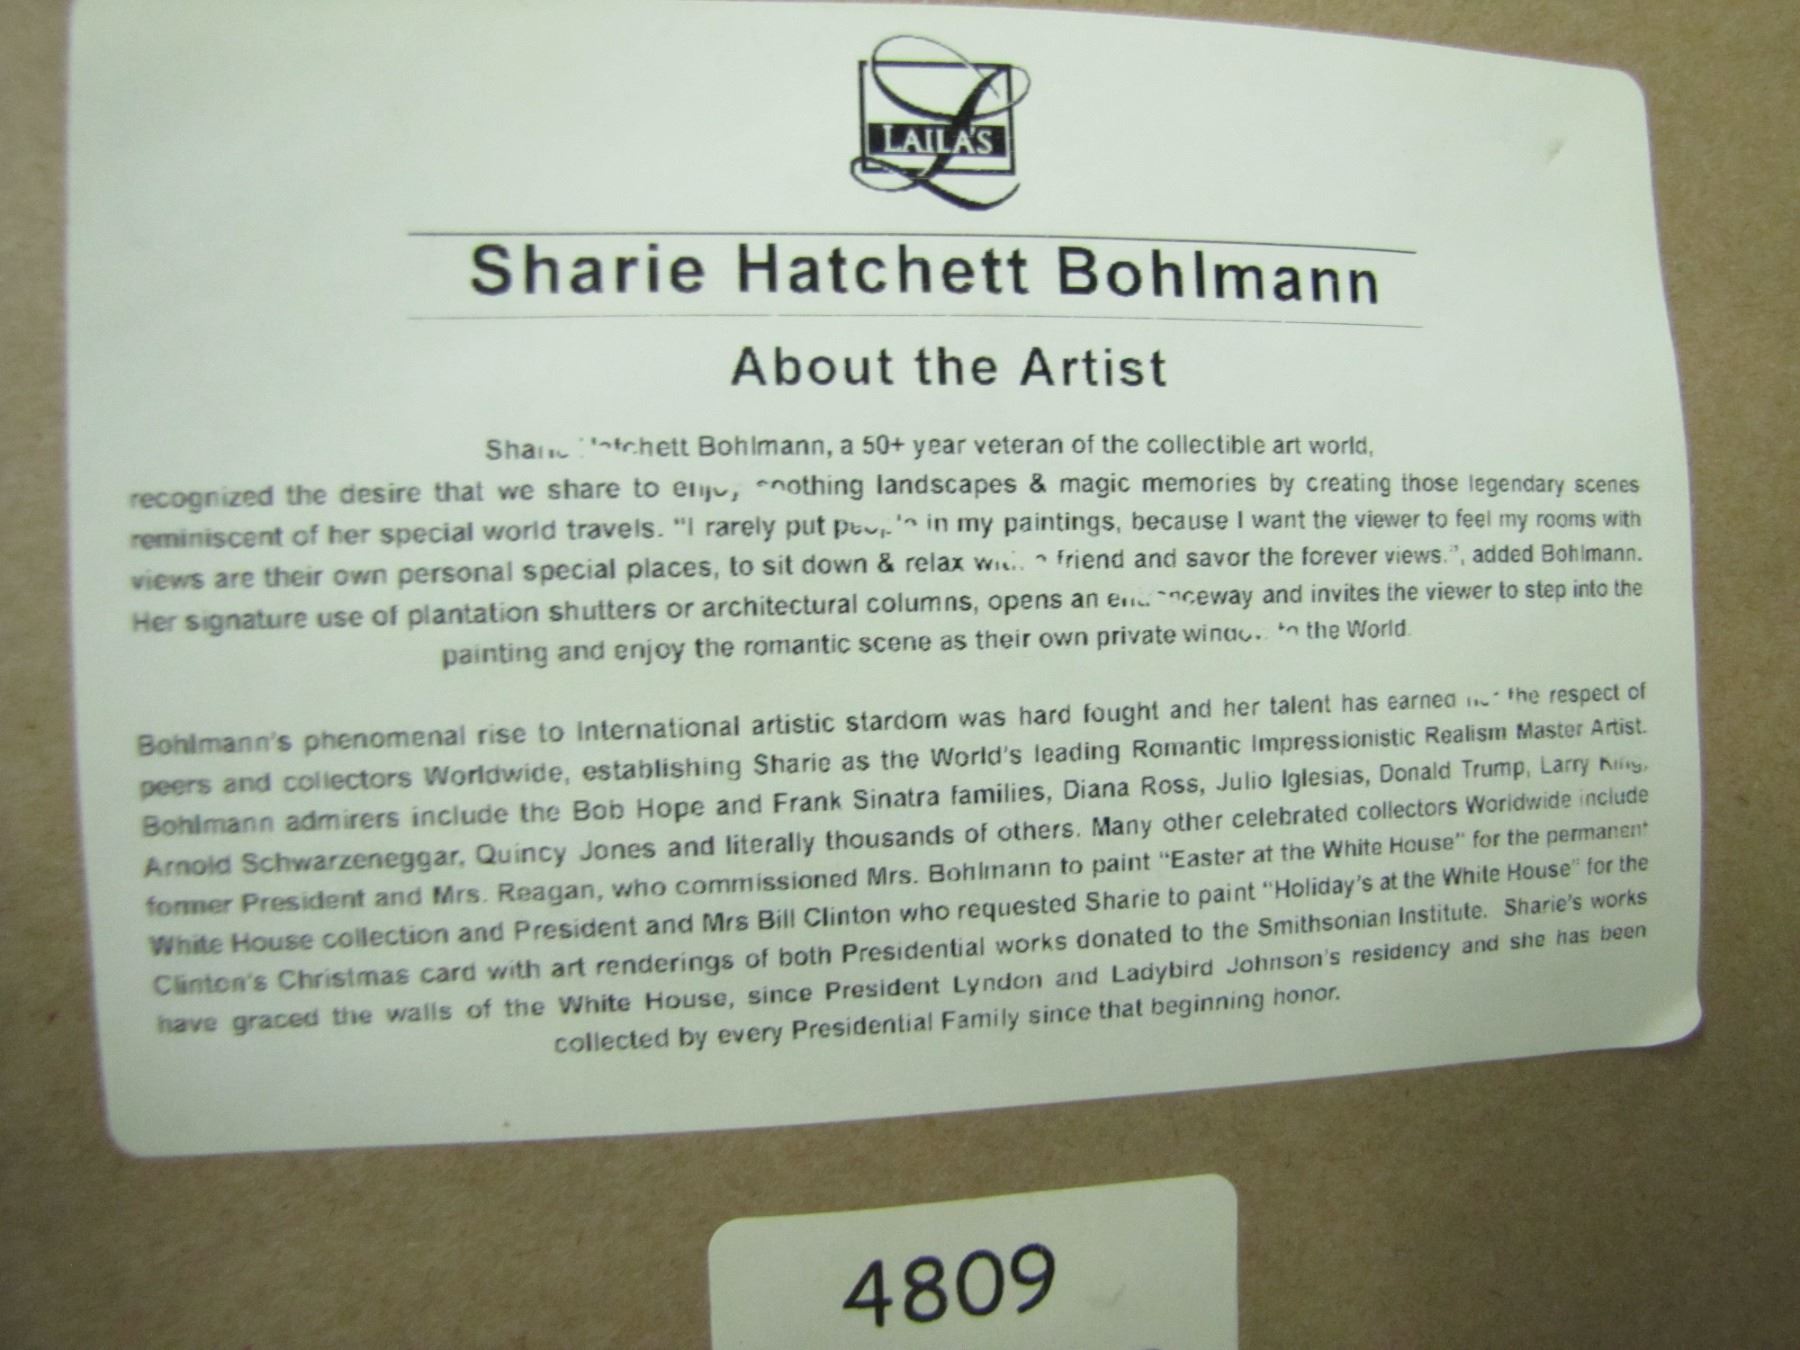 L
LAILA'S
Sharie Hatchett Bohlmann
About the Artist
Bohlmann, a 50+ year veteran of the collectible art world,
recognized the desire that we share to landscapes & magic memories by creating those legendary scenes
reminiscent of her special world travels. "I rarely put in my paintings, because I want the viewer to feel my rooms with
views are their own personal special places, to sit down & relax friend and savor the forever views.", added Bohlmann.
Her signature use of plantation shutters or architectural columns, opens an and invites the viewer to step into the
painting and enjoy the romantic scene as their own private the World.
Bohlmann's phenomenal rise to International artistic stardom was hard fought and her talent has earned the respect of
peers and collectors Worldwide, establishing Sharie as the World's leading Romantic Impressionistic Realism Master Artist.
Bohlmann admirers include the Bob Hope and Frank Sinatra families, Diana Ross, Julio Iglesias, Donald Trump, Larry King,
Arnold Schwarzeneggar, Quincy Jones and literally thousands of others. Many other celebrated collectors Worldwide include
former President and Mrs. Reagan, who commissioned Mrs. Bohlmann to paint "Easter at the White House" for the permanent
White House collection and President and Mrs Bill Clinton who requested Sharie to paint "Holiday's at the White House" for the
Clinton's Christmas card with art renderings of both Presidential works donated to the Smithsonian Institute. Sharie's works
have graced the walls of the White House, since President Lyndon and Ladybird Johnson's residency and she has been
collected by every Presidential Family since that beginning honor.
4809